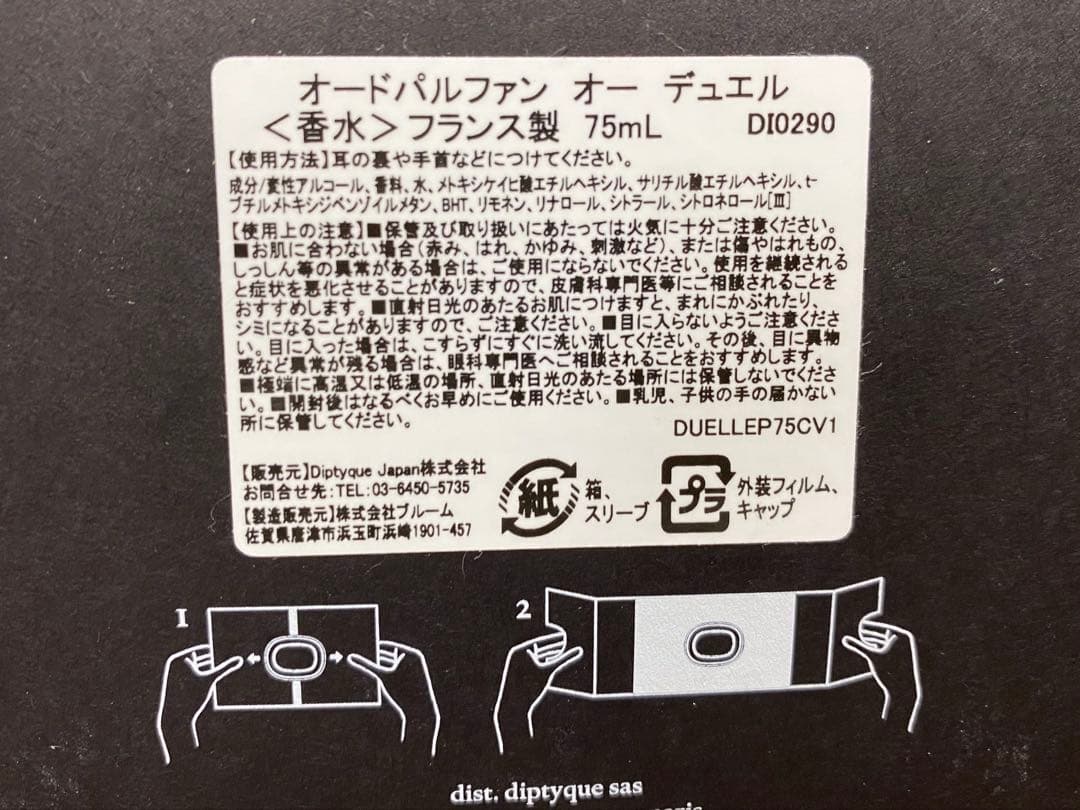 オードパルファン オー デュエル
＜香水＞フランス製 75mL DI0290
【使用方法】耳の裏や手首などにつけてください。
成分/変性アルコール、香料、水、メトキシケイヒ酸エチルヘキシル、サリチル酸エチルヘキシル、t-
ブチルメトキシジベンゾイルメタン、BHT、リモネン、リナロール、シトラール、シトロネロール[Ⅲ]
【使用上の注意】■保管及び取り扱いにあたっては火気に十分ご注意ください。
■お肌に合わない場合(赤み、はれ、かゆみ、刺激など)、または傷やはれもの、
しっしん等の異常がある場合は、ご使用にならないでください。使用を継続される
と症状を悪化させることがありますので、皮膚科専門医等にご相談されることを
おすすめします。■直射日光のあたるお肌につけますと、まれにかぶれたり、
シミになることがありますので、ご注意ください。■目に入らないようご注意くださ
い。目に入った場合は、こすらずにすぐに洗い流してください。その後、目に異物
感など異常が残る場合は、眼科専門医へご相談されることをおすすめします。
■極端に高温又は低温の場所、直射日光のあたる場所には保管しないでくださ
い。■開封後はなるべくお早めにご使用ください。■乳児、子供の手の届かない
所に保管してください。
DUELLEP75CV1
【販売元】Diptyque Japan株式会社
お問合せ先:TEL:03-6450-5735
【製造販売元】株式会社ブルーム
佐賀県唐津市浜玉町浜崎1901-457
紙 箱、
スリーブ
プラ 外装フィルム、
キャップ
1
2
dist. diptyque sas